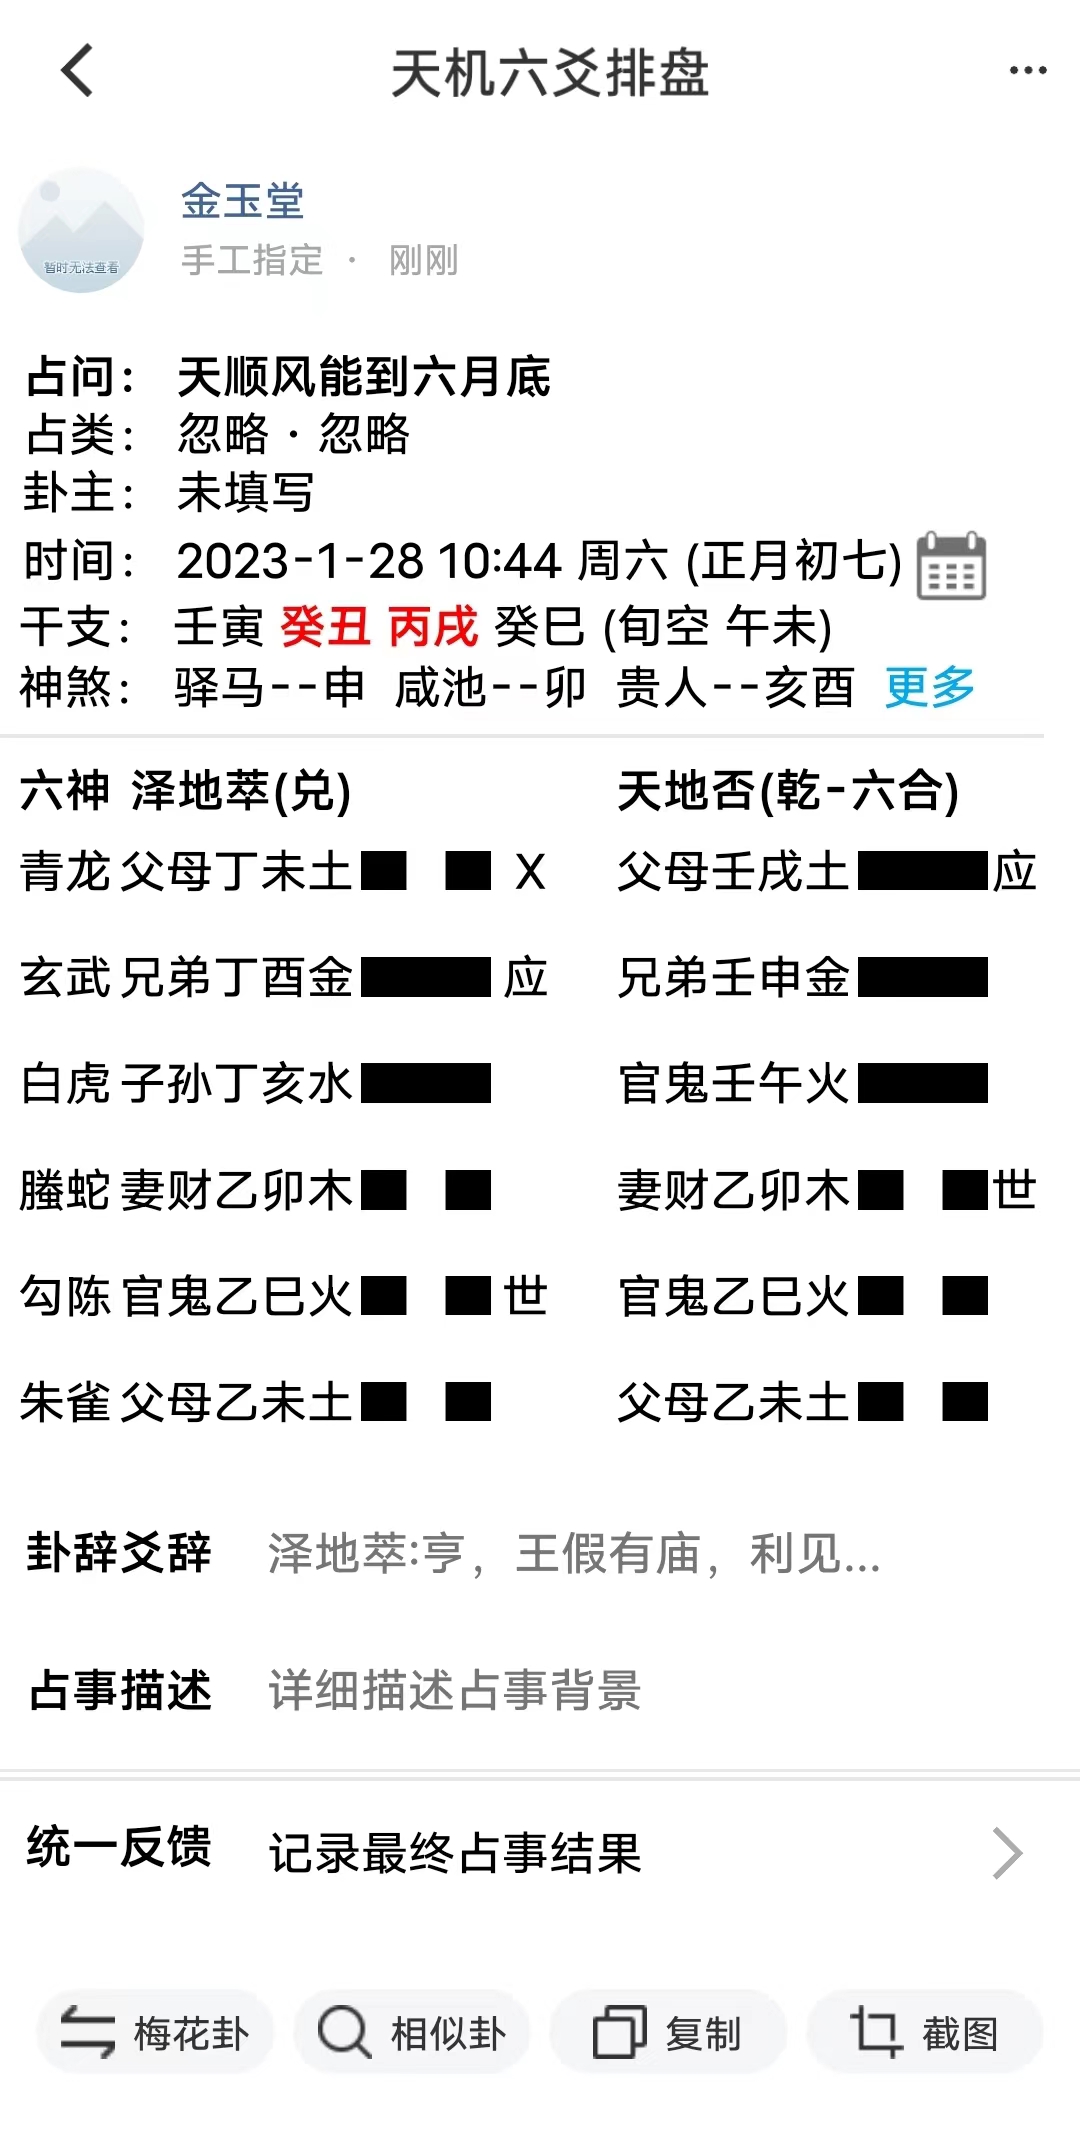 天机六爻排盘
暂时无法查看
金玉堂
手工指定 · 刚刚
占问： 天顺风能到六月底
占类： 忽略 · 忽略
卦主： 未填写
时间： 2023-1-28 10:44 周六 (正月初七)
干支： 壬寅 癸丑 丙戌 癸巳 (旬空 午未)
神煞： 驿马--申 咸池--卯 贵人--亥酉 更多
六神 泽地萃(兑) 天地否(乾-六合)
青龙 父母丁未土 X 父母壬戌土 应
玄武 兄弟丁酉金 应 兄弟壬申金
白虎 子孙丁亥水 官鬼壬午火
螣蛇 妻财乙卯木 妻财乙卯木 世
勾陈 官鬼乙巳火 世 官鬼乙巳火
朱雀 父母乙未土 父母乙未土
卦辞爻辞 泽地萃:亨，王假有庙，利见...
占事描述 详细描述占事背景
统一反馈 记录最终占事结果
梅花卦 相似卦 复制 截图